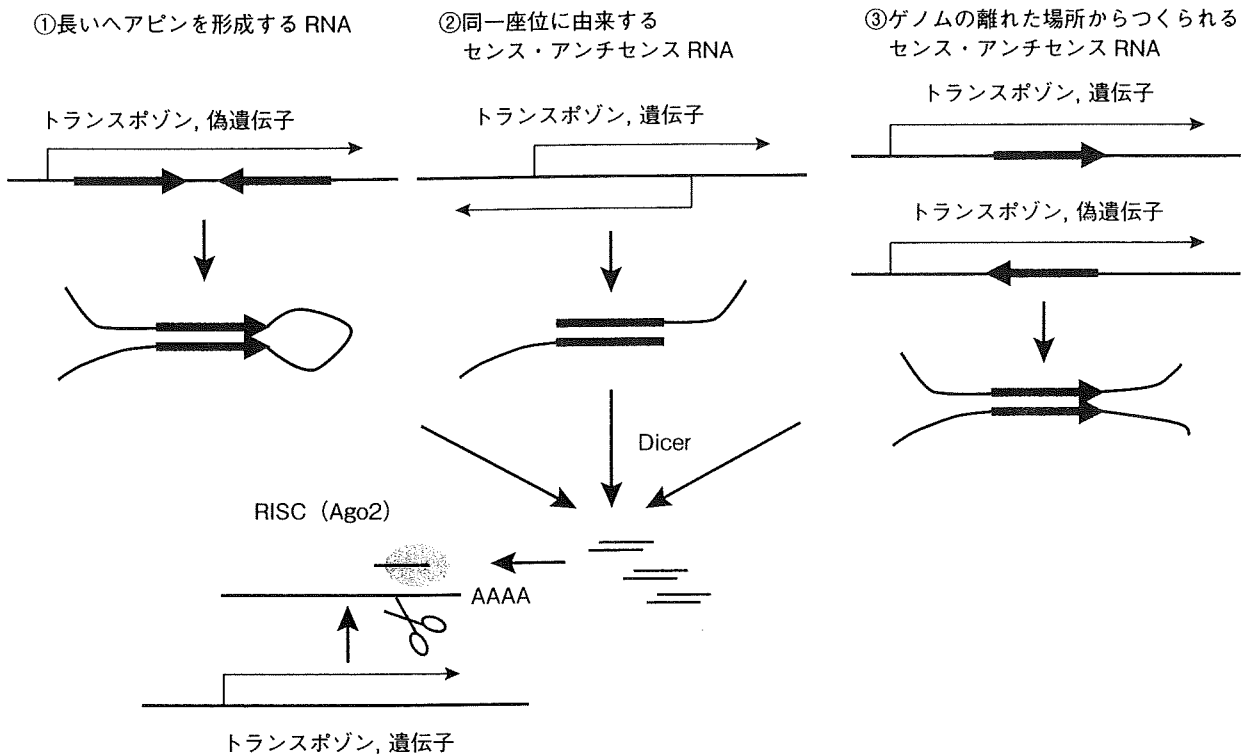 ①長いヘアピンを形成する RNA
②同一座位に由来する
センス・アンチセンス RNA
③ゲノムの離れた場所からつくられる
センス・アンチセンス RNA
トランスポゾン, 偽遺伝子
トランスポゾン, 遺伝子
トランスポゾン, 遺伝子
トランスポゾン, 偽遺伝子
Dicer
RISC (Ago2)
AAAA
トランスポゾン, 遺伝子